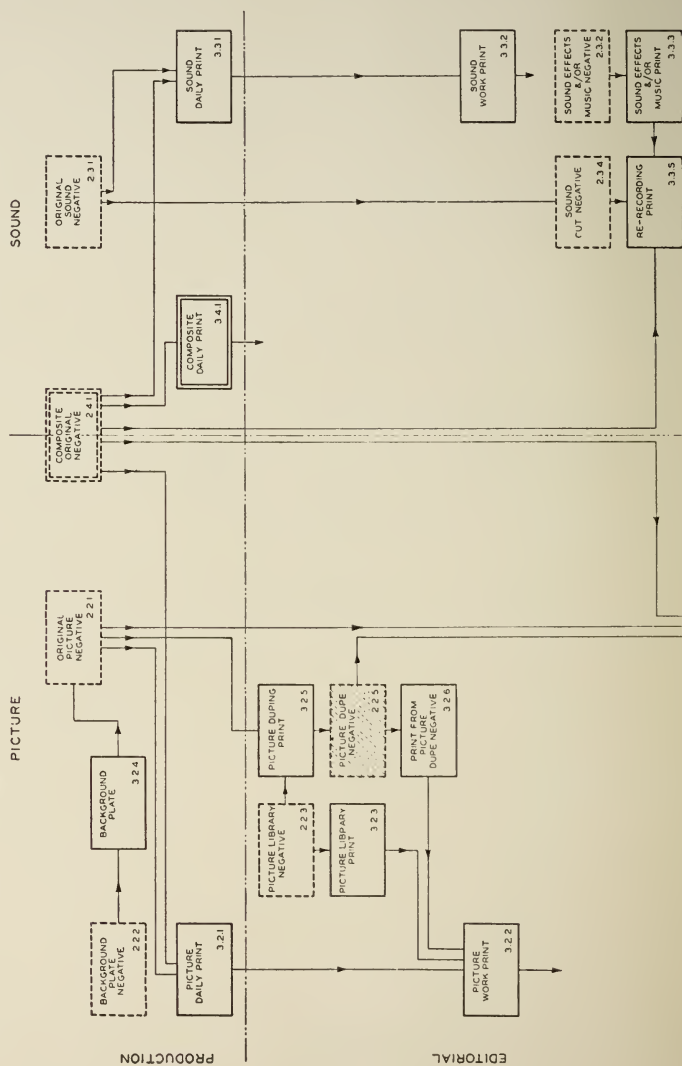 408
PICTURE
SOUND
PRODUCTION
EDITORIAL
BACKGROUND
PLATE
NEGATIVE
2.2.2
BACKGROUND
PLATE
3.2.4
ORIGINAL
PICTURE
NEGATIVE
2.2.1
COMPOSITE
ORIGINAL
NEGATIVE
2.4.1
ORIGINAL
SOUND
NEGATIVE
2.3.1
PICTURE
DAILY PRINT
3.2.1
COMPOSITE
DAILY PRINT
3.4.1
SOUND
DAILY PRINT
3.3.1
PICTURE LIBRARY
NEGATIVE
2.2.3
PICTURE DUPING
PRINT
3.2.5
PICTURE LIBRARY
PRINT
3.2.3
PICTURE DUPE
NEGATIVE
2.2.5
PRINT FROM
PICTURE
DUPE NEGATIVE
3.2.6
PICTURE
WORK PRINT
3.2.2
SOUND
WORK PRINT
3.3.2
SOUND
CUT NEGATIVE
2.3.4
SOUND EFFECTS
&/OR
MUSIC NEGATIVE
2.3.2
RE-RECORDING
PRINT
3.3.5
SOUND EFFECTS
&/OR
MUSIC PRINT
3.3.3